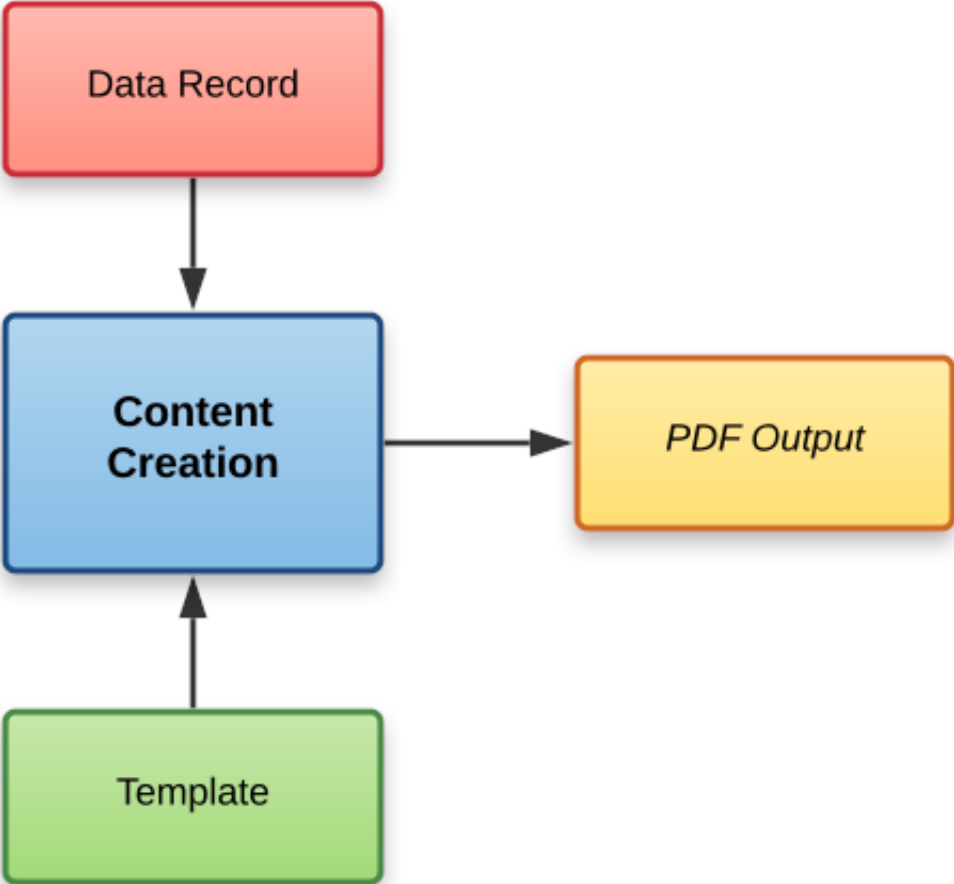 Data Record
Content
Creation
PDF Output
Template